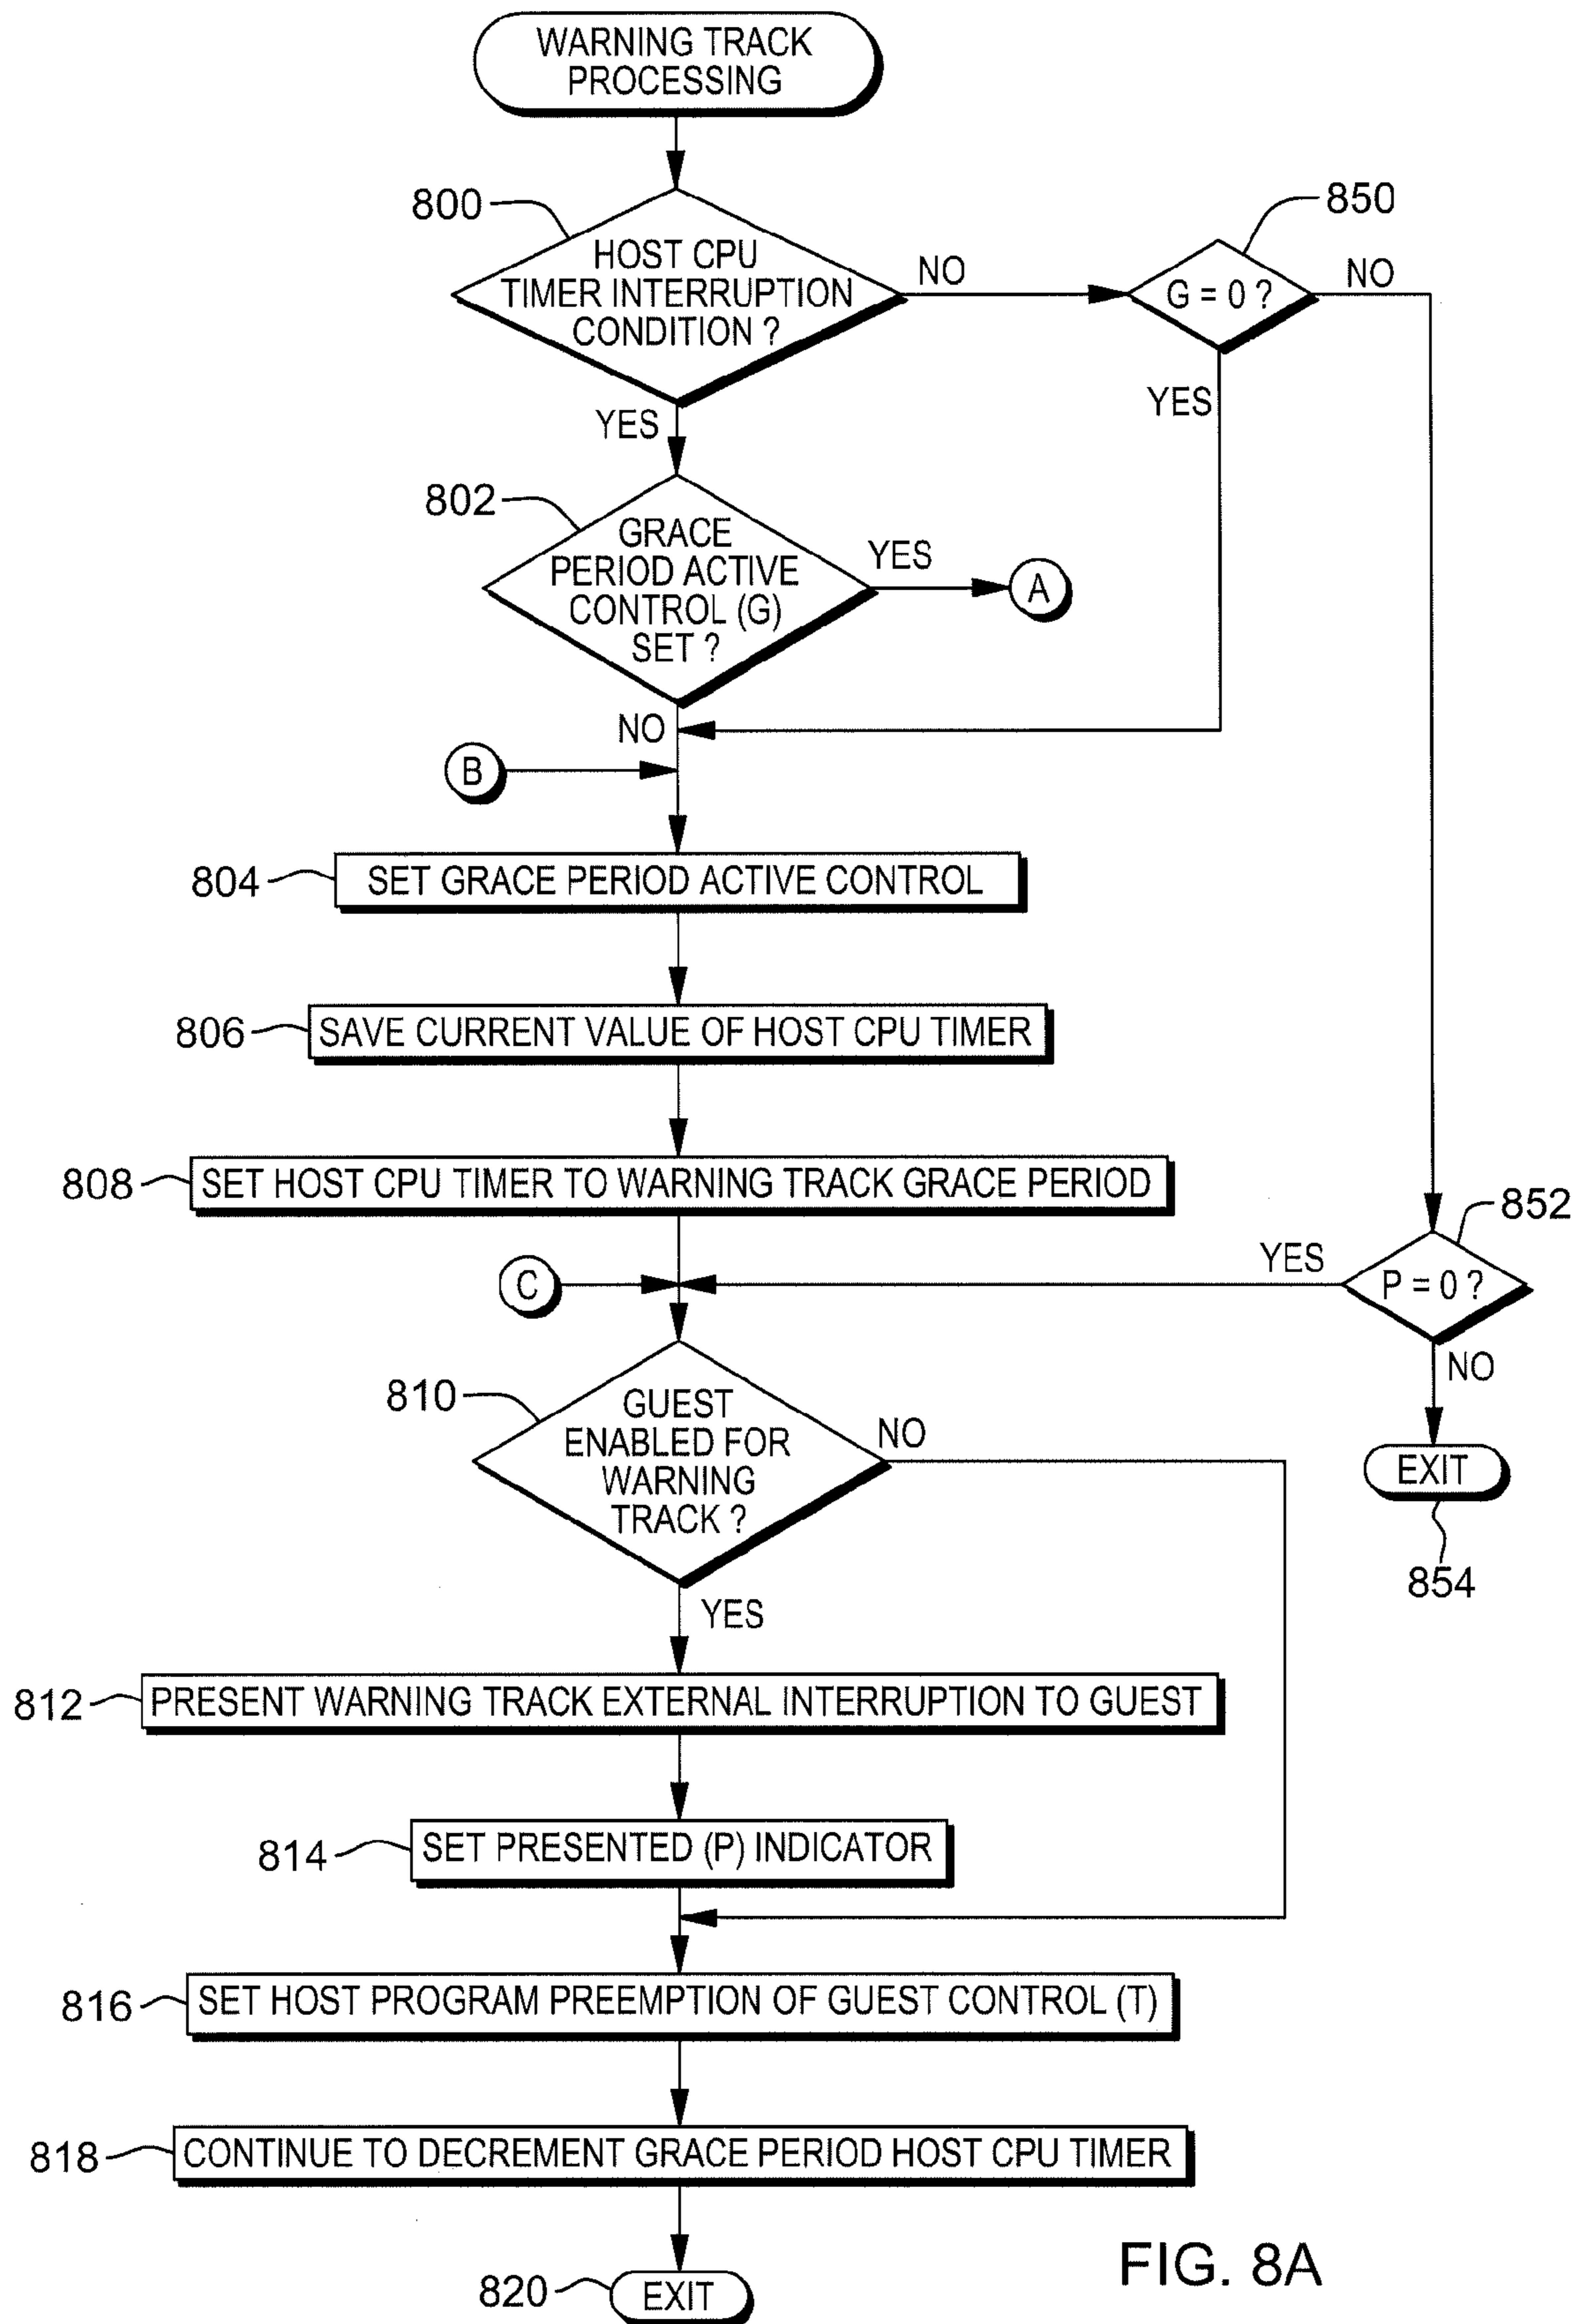 WARNING TRACK
PROCESSING
800
HOST CPU
TIMER INTERRUPTION
CONDITION ?
NO
850
G = 0 ?
NO
YES
YES
802
GRACE
PERIOD ACTIVE
CONTROL (G)
SET ?
YES
A
NO
B
804
SET GRACE PERIOD ACTIVE CONTROL
806
SAVE CURRENT VALUE OF HOST CPU TIMER
808
SET HOST CPU TIMER TO WARNING TRACK GRACE PERIOD
852
YES
P = 0 ?
C
NO
810
GUEST
ENABLED FOR
WARNING
TRACK ?
NO
EXIT
854
YES
812
PRESENT WARNING TRACK EXTERNAL INTERRUPTION TO GUEST
814
SET PRESENTED (P) INDICATOR
816
SET HOST PROGRAM PREEMPTION OF GUEST CONTROL (T)
818
CONTINUE TO DECREMENT GRACE PERIOD HOST CPU TIMER
820
EXIT
FIG. 8A